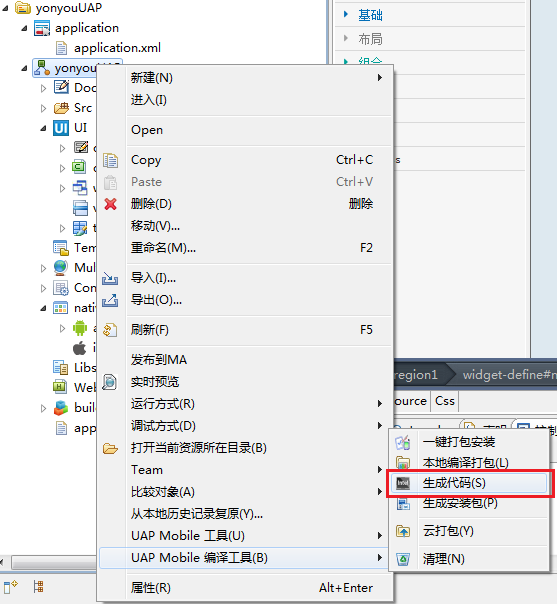 yonyouUAP
application
application.xml
yonyouUAP
Doc
Src
UI
Tem
Mul
Con
nati
Libs
Web
build
app
基础
布局
组合
新建(N)
进入(I)
Open
Copy Ctrl+C
Paste Ctrl+V
删除(D) 删除
移动(V)...
重命名(M)... F2
导入(I)...
导出(O)...
刷新(F) F5
发布到MA
实时预览
运行方式(R)
调试方式(D)
打开当前资源所在目录(B)
Team
比较对象(A)
从本地历史记录复原(Y)...
UAP Mobile 工具(U)
UAP Mobile 编译工具(B)
属性(R) Alt+Enter
region1 widget-define#n
ource Css
一键打包安装
本地编译打包(L)
生成代码(S)
生成安装包(P)
云打包(Y)
清理(N)